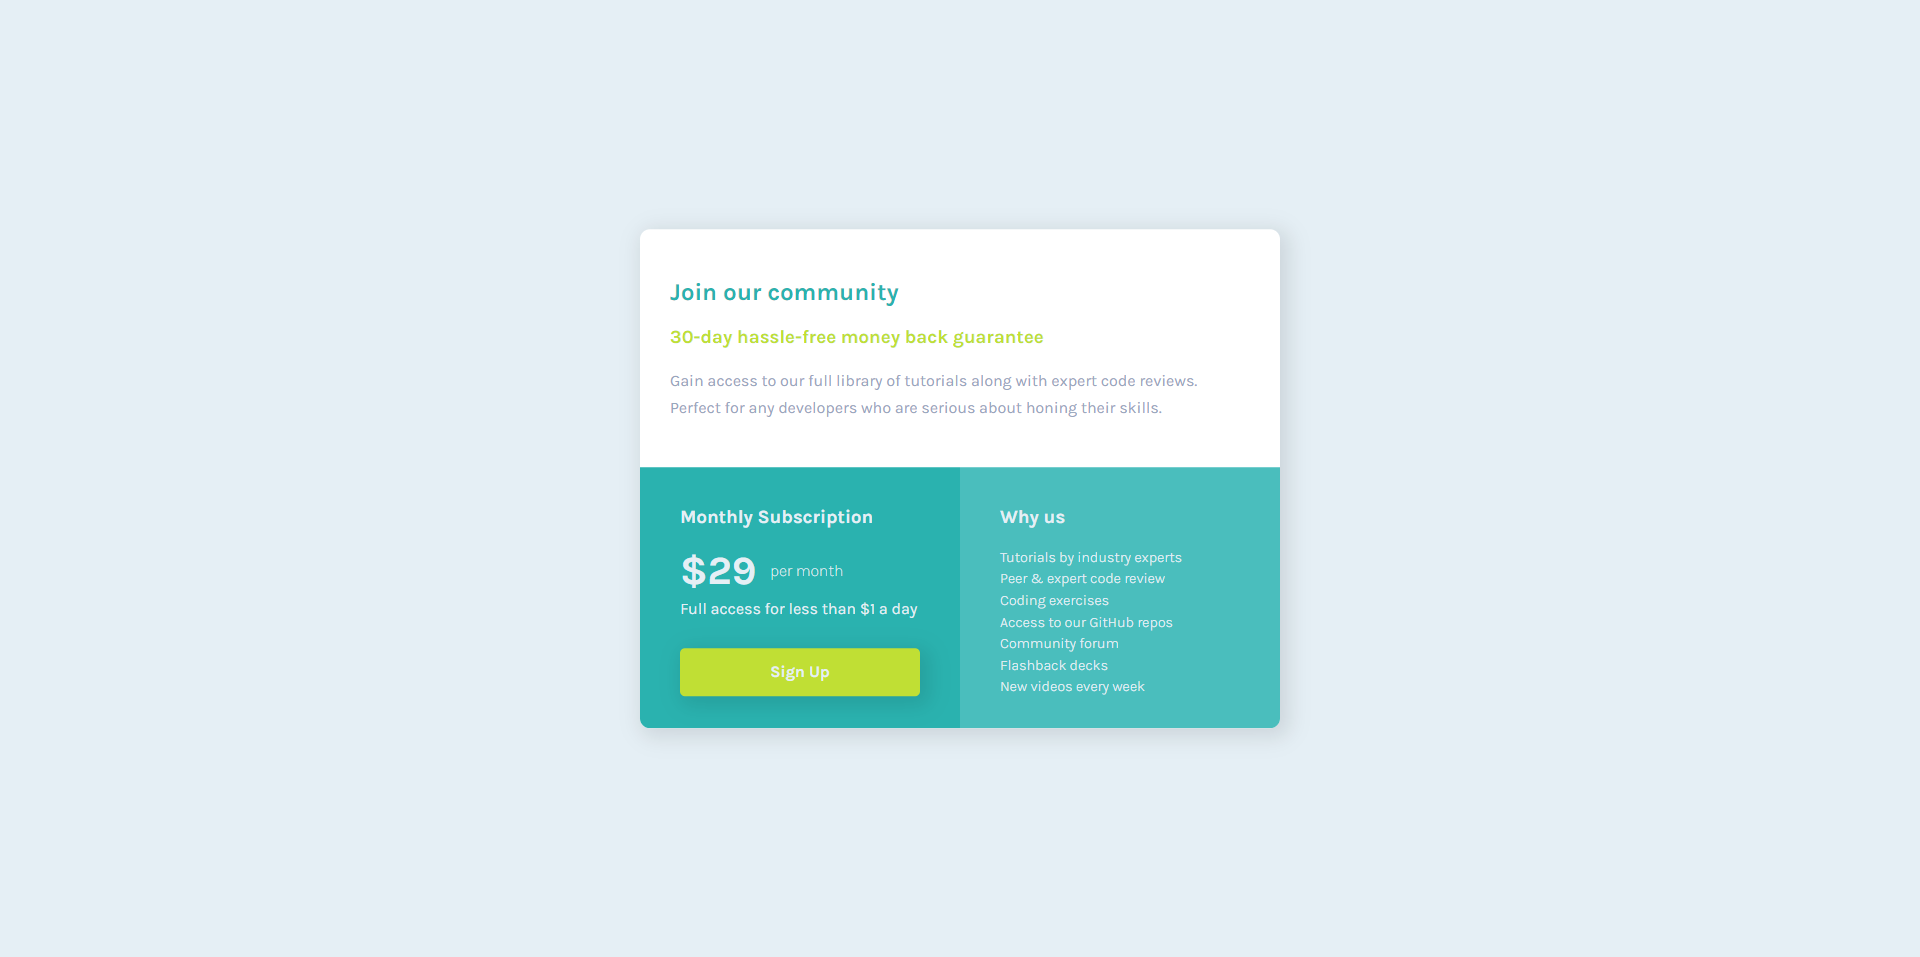 Join our community
30-day hassle-free money back guarantee
Gain access to our full library of tutorials along with expert code reviews.
Perfect for any developers who are serious about honing their skills.
Monthly Subscription
$29 per month
Full access for less than $1 a day
Sign Up
Why us
Tutorials by industry experts
Peer & expert code review
Coding exercises
Access to our GitHub repos
Community forum
Flashback decks
New videos every week